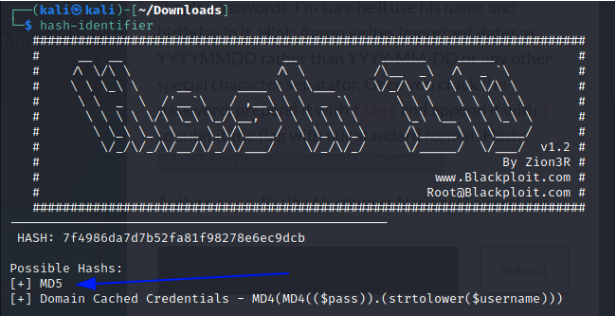 ┌──(kali㉿kali)-[~/Downloads]
└─$ hash-identifier
#########################################################################
v1.2 #
# By Zion3R #
# www.Blackploit.com #
# Root@Blackploit.com #
#########################################################################
--------------------------------------------------
HASH: 7f4986da7d7b52fa81f98278e6ec9dcb
Possible Hashs:
[+] MD5
[+] Domain Cached Credentials - MD4(MD4(($pass)).(strtolower($username)))
Submit